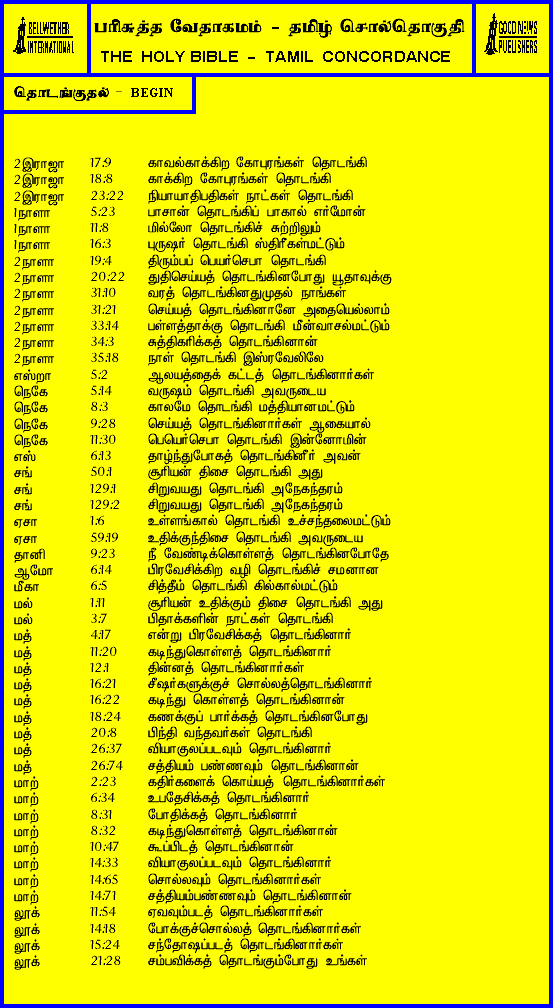 BELLWETHER INTERNATIONAL
பரிசுத்த வேதாகமம் - தமிழ் சொல்தொகுதி
THE HOLY BIBLE - TAMIL CONCORDANCE
GOOD NEWS PUBLISHERS
தொடங்குதல் - BEGIN
2இராஜா 17:9 காவல்காக்கிற கோபுரங்கள் தொடங்கி
2இராஜா 18:8 காக்கிற கோபுரங்கள் தொடங்கி
2இராஜா 23:22 நியாயாதிபதிகள் நாட்கள் தொடங்கி
1நாளா 5:23 பாசான் தொடங்கிப் பாகால் எர்மோன்
1நாளா 11:8 மில்லோ தொடங்கிச் சுற்றிலும்
1நாளா 16:3 புருஷர் தொடங்கி ஸ்திரீகள்மட்டும்
2நாளா 19:4 திரும்பப் பெயர்செபா தொடங்கி
2நாளா 20:22 துதிசெய்யத் தொடங்கினபோது யூதாவுக்கு
2நாளா 31:10 வரத் தொடங்கினதுமுதல் நாங்கள்
2நாளா 31:21 செய்யத் தொடங்கினானே அதையெல்லாம்
2நாளா 33:14 பள்ளத்தாக்கு தொடங்கி மீன்வாசல்மட்டும்
2நாளா 34:3 சுத்திகரிக்கத் தொடங்கினான்
2நாளா 35:18 நாள் தொடங்கி இஸ்ரவேலிலே
எஸ்றா 5:2 ஆலயத்தைக் கட்டத் தொடங்கினார்கள்
நெகே 5:14 வருஷம் தொடங்கி அவருடைய
நெகே 8:3 காலமே தொடங்கி மத்தியானமட்டும்
நெகே 9:28 செய்யத் தொடங்கினார்கள் ஆகையால்
நெகே 11:30 பெயெர்செபா தொடங்கி இன்னோமின்
எஸ் 6:13 தாழ்ந்துபோகத் தொடங்கினீர் அவன்
சங் 50:1 சூரியன் திசை தொடங்கி அது
சங் 129:1 சிறுவயது தொடங்கி அநேகந்தரம்
சங் 129:2 சிறுவயது தொடங்கி அநேகந்தரம்
ஏசா 1:6 உள்ளங்கால் தொடங்கி உச்சந்தலைமட்டும்
ஏசா 59:19 உதிக்குந்திசை தொடங்கி அவருடைய
தானி 9:23 நீ வேண்டிக்கொள்ளத் தொடங்கினபோதே
ஆமோ 6:14 பிரவேசிக்கிற வழி தொடங்கிச் சமனான
மீகா 6:5 சித்தீம் தொடங்கி கில்கால்மட்டும்
மல் 1:11 சூரியன் உதிக்கும் திசை தொடங்கி அது
மல் 3:7 பிதாக்களின் நாட்கள் தொடங்கி
மத் 4:17 என்று பிரவேசிக்கத் தொடங்கினார்
மத் 11:20 கடிந்துகொள்ளத் தொடங்கினார்
மத் 12:1 தின்னத் தொடங்கினார்கள்
மத் 16:21 சீஷர்களுக்குச் சொல்லத்தொடங்கினார்
மத் 16:22 கடிந்து கொள்ளத் தொடங்கினான்
மத் 18:24 கணக்குப் பார்க்கத் தொடங்கினபோது
மத் 20:8 பிந்தி வந்தவர்கள் தொடங்கி
மத் 26:37 வியாகுலப்படவும் தொடங்கினார்
மத் 26:74 சத்தியம் பண்ணவும் தொடங்கினான்
மாற் 2:23 கதிர்களைக் கொய்யத் தொடங்கினார்கள்
மாற் 6:34 உபதேசிக்கத் தொடங்கினார்
மாற் 8:31 போதிக்கத் தொடங்கினார்
மாற் 8:32 கடிந்துகொள்ளத் தொடங்கினான்
மாற் 10:47 கூப்பிடத் தொடங்கினான்
மாற் 14:33 வியாகுலப்படவும் தொடங்கினார்
மாற் 14:65 சொல்லவும் தொடங்கினார்கள்
மாற் 14:71 சத்தியம்பண்ணவும் தொடங்கினான்
லூக் 11:54 ஏவவும்படத் தொடங்கினார்கள்
லூக் 14:18 போக்குச்சொல்லத் தொடங்கினார்கள்
லூக் 15:24 சந்தோஷப்படத் தொடங்கினார்கள்
லூக் 21:28 சம்பவிக்கத் தொடங்கும்போது உங்கள்